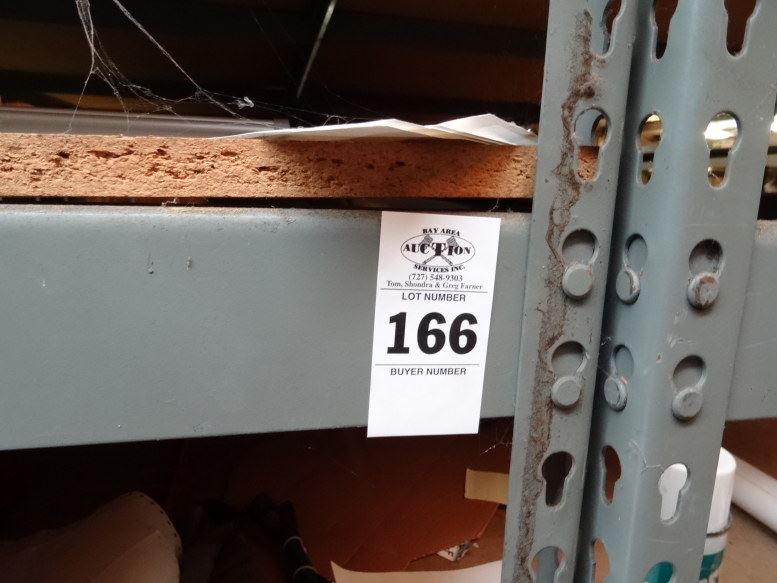 BAY AREA
AUCTION
SERVICES INC.
(727) 548-9303
Tom, Shondra & Greg Farner
LOT NUMBER
166
BUYER NUMBER